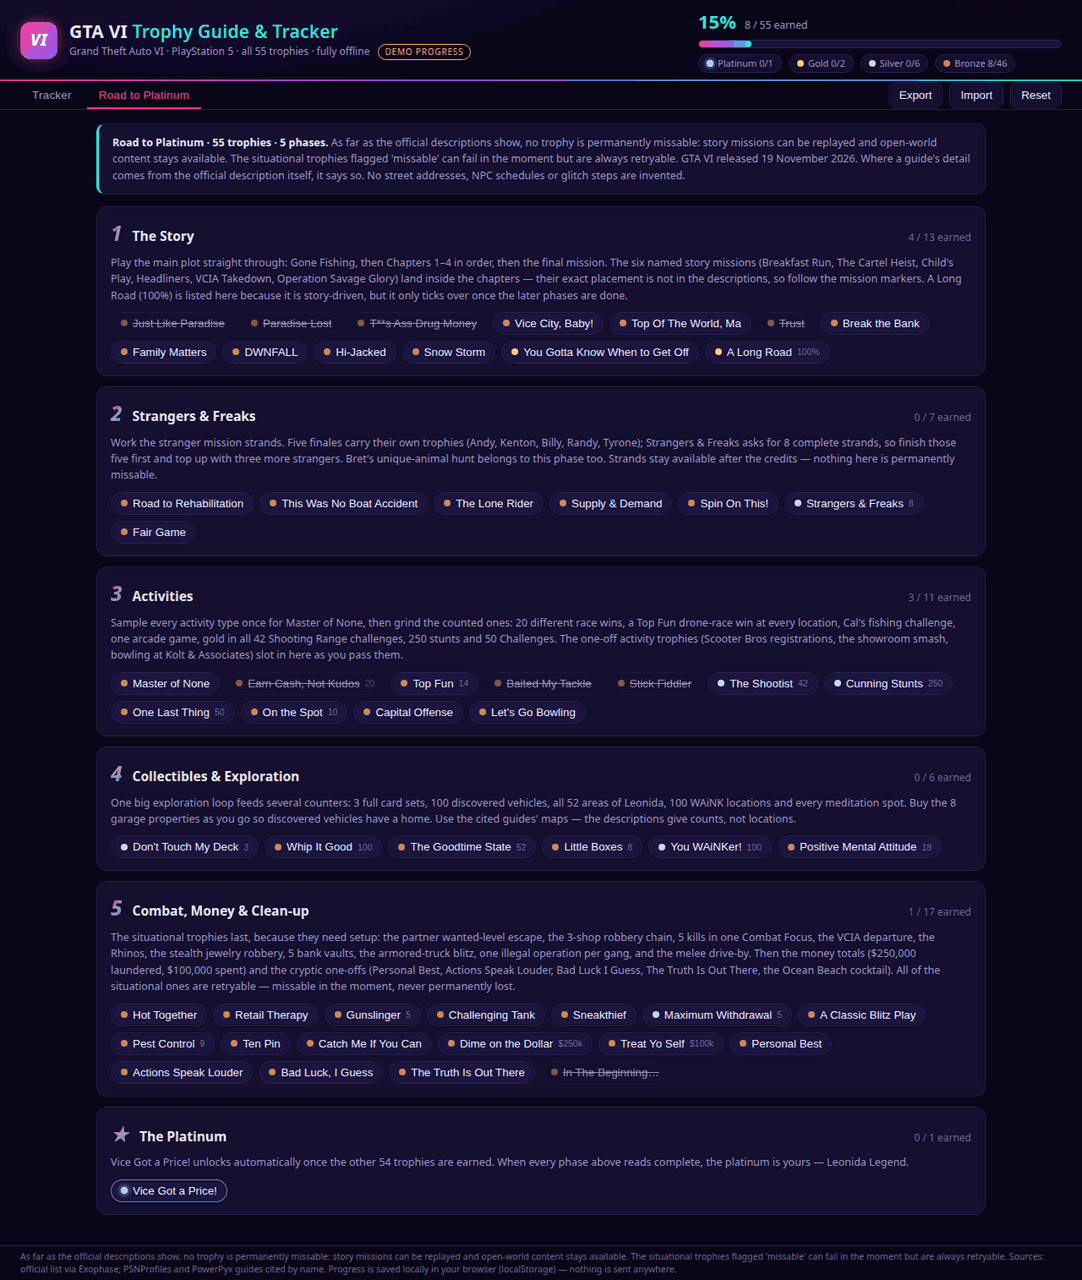 VI
GTA VI Trophy Guide & Tracker
Grand Theft Auto VI · PlayStation 5 · all 55 trophies · fully offline DEMO PROGRESS
15% 8 / 55 earned
Platinum 0/1 Gold 0/2 Silver 0/6 Bronze 8/46
Tracker Road to Platinum Export Import Reset
Road to Platinum · 55 trophies · 5 phases. As far as the official descriptions show, no trophy is permanently missable: story missions can be replayed and open-world
content stays available. The situational trophies flagged 'missable' can fail in the moment but are always retryable. GTA VI released 19 November 2026. Where a guide's detail
comes from the official description itself, it says so. No street addresses, NPC schedules or glitch steps are invented.
1 The Story 4 / 13 earned
Play the main plot straight through: Gone Fishing, then Chapters 1–4 in order, then the final mission. The six named story missions (Breakfast Run, The Cartel Heist, Child's
Play, Headliners, VCIA Takedown, Operation Savage Glory) land inside the chapters — their exact placement is not in the descriptions, so follow the mission markers. A Long
Road (100%) is listed here because it is story-driven, but it only ticks over once the later phases are done.
Just Like Paradise Paradise Lost T**s Ass Drug Money Vice City, Baby! Top Of The World, Ma Trust Break the Bank
Family Matters DWNFALL Hi-Jacked Snow Storm You Gotta Know When to Get Off A Long Road 100%
2 Strangers & Freaks 0 / 7 earned
Work the stranger mission strands. Five finales carry their own trophies (Andy, Kenton, Billy, Randy, Tyrone); Strangers & Freaks asks for 8 complete strands, so finish those
five first and top up with three more strangers. Bret's unique-animal hunt belongs to this phase too. Strands stay available after the credits — nothing here is permanently
missable.
Road to Rehabilitation This Was No Boat Accident The Lone Rider Supply & Demand Spin On This! Strangers & Freaks 8
Fair Game
3 Activities 3 / 11 earned
Sample every activity type once for Master of None, then grind the counted ones: 20 different race wins, a Top Fun drone-race win at every location, Cal's fishing challenge,
one arcade game, gold in all 42 Shooting Range challenges, 250 stunts and 50 Challenges. The one-off activity trophies (Scooter Bros registrations, the showroom smash,
bowling at Kolt & Associates) slot in here as you pass them.
Master of None Earn Cash, Not Kudos 20 Top Fun 14 Baited My Tackle Stick Fiddler The Shootist 42 Cunning Stunts 250
One Last Thing 50 On the Spot 10 Capital Offense Let's Go Bowling
4 Collectibles & Exploration 0 / 6 earned
One big exploration loop feeds several counters: 3 full card sets, 100 discovered vehicles, all 52 areas of Leonida, 100 WAiNK locations and every meditation spot. Buy the 8
garage properties as you go so discovered vehicles have a home. Use the cited guides' maps — the descriptions give counts, not locations.
Don't Touch My Deck 3 Whip It Good 100 The Goodtime State 52 Little Boxes 8 You WAiNKer! 100 Positive Mental Attitude 18
5 Combat, Money & Clean-up 1 / 17 earned
The situational trophies last, because they need setup: the partner wanted-level escape, the 3-shop robbery chain, 5 kills in one Combat Focus, the VCIA departure, the
Rhinos, the stealth jewelry robbery, 5 bank vaults, the armored-truck blitz, one illegal operation per gang, and the melee drive-by. Then the money totals ($250,000
laundered, $100,000 spent) and the cryptic one-offs (Personal Best, Actions Speak Louder, Bad Luck I Guess, The Truth Is Out There, the Ocean Beach cocktail). All of the
situational ones are retryable — missable in the moment, never permanently lost.
Hot Together Retail Therapy Gunslinger 5 Challenging Tank Sneakthief Maximum Withdrawal 5 A Classic Blitz Play
Pest Control 9 Ten Pin Catch Me If You Can Dime on the Dollar $250k Treat Yo Self $100k Personal Best
Actions Speak Louder Bad Luck, I Guess The Truth Is Out There In The Beginning…
The Platinum 0 / 1 earned
Vice Got a Price! unlocks automatically once the other 54 trophies are earned. When every phase above reads complete, the platinum is yours — Leonida Legend.
Vice Got a Price!
As far as the official descriptions show, no trophy is permanently missable: story missions can be replayed and open-world content stays available. The situational trophies flagged 'missable' can fail in the moment but are always retryable. Sources:
official list via Exophase; PSNProfiles and PowerPyx guides cited by name. Progress is saved locally in your browser (localStorage) — nothing is sent anywhere.